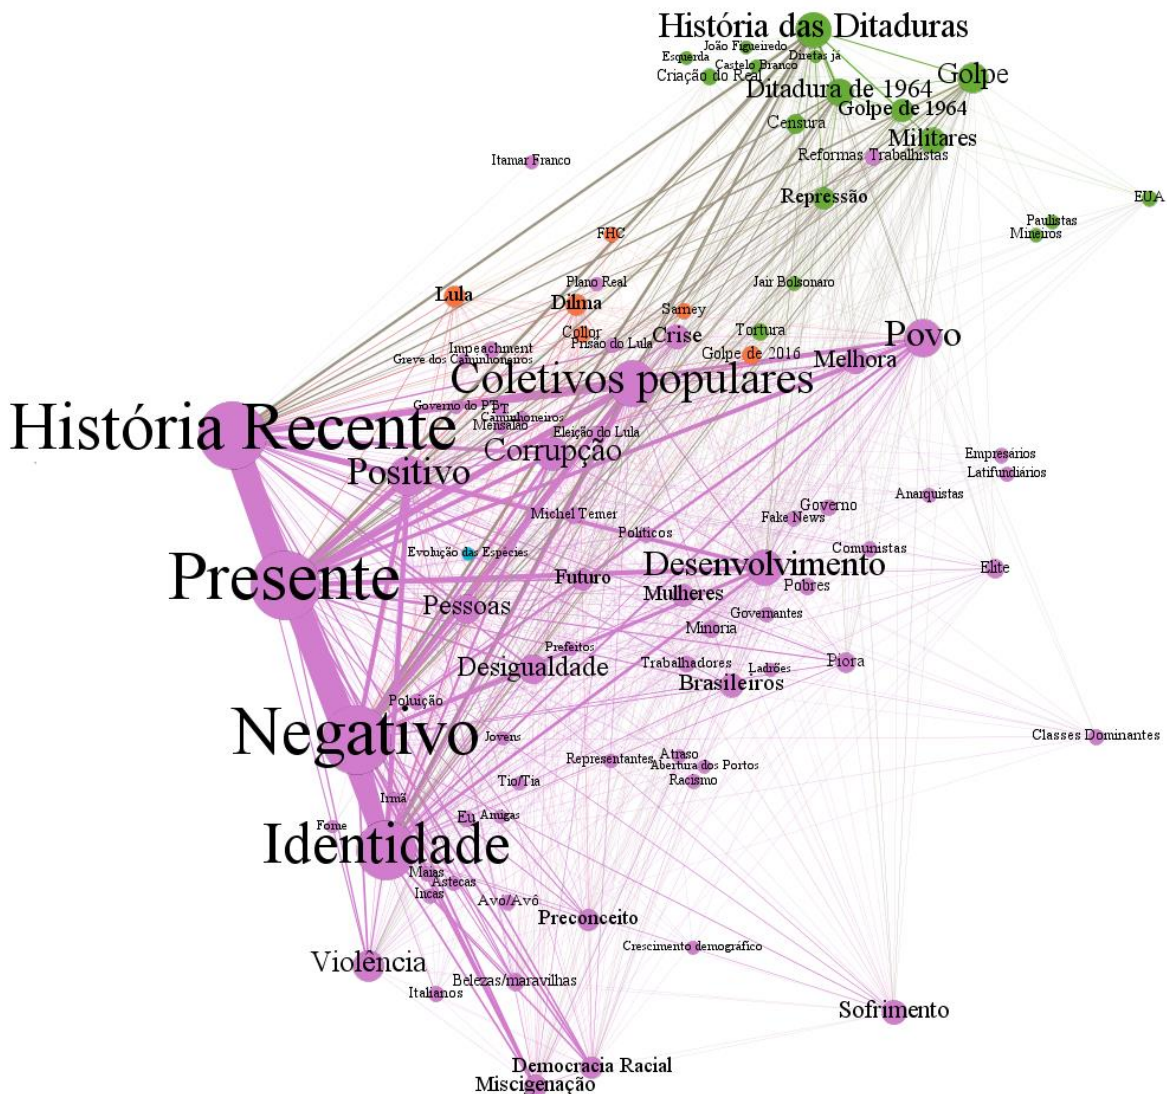 História das Ditaduras
João Figueiredo
Esquerda
Diretas já
Castelo Branco
Criação do Real
Golpe
Ditadura de 1964
Golpe de 1964
Censura
Militares
Reformas Trabalhistas
Itamar Franco
Repressão
EUA
Paulistas
Mineiros
FHC
Plano Real
Jair Bolsonaro
Lula
Dilma
Sarney
Collor
Crise
Tortura
Povo
Prisão do Lula
Impeachment
Golpe de 2016
Greve dos Caminhoneiros
Melhora
Coletivos populares
Governo do PT
PT
Caminhoneiros
Mensalão
História Recente
Eleição do Lula
Corrupção
Positivo
Empresários
Latifundiários
Anarquistas
Governo
Michel Temer
Fake News
Políticos
Evolução das Espécies
Comunistas
Desenvolvimento
Elite
Presente
Futuro
Mulheres
Pobres
Pessoas
Governantes
Minoria
Prefeitos
Desigualdade
Trabalhadores
Ladrões
Piora
Brasileiros
Poluição
Negativo
Jovens
Classes Dominantes
Representantes
Atraso
Abertura dos Portos
Racismo
Tio/Tia
Irmã
Eu
Amigas
Fome
Identidade
Maias
Astecas
Incas
Avó/Avô
Preconceito
Crescimento demográfico
Violência
Belezas/maravilhas
Italianos
Sofrimento
Democracia Racial
Miscigenação